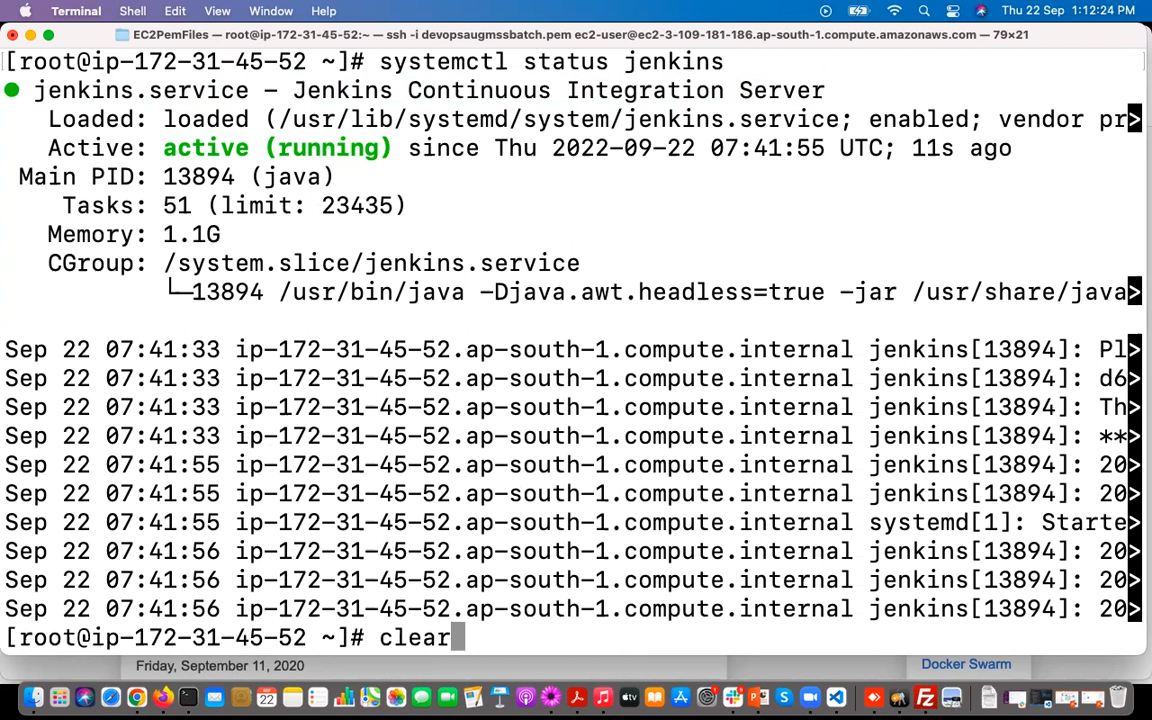 Terminal Shell Edit View Window Help Thu 22 Sep 1:12:24 PM
EC2PemFiles — root@ip-172-31-45-52:~ — ssh -i devopsaugmssbatch.pem ec2-user@ec2-3-109-181-186.ap-south-1.compute.amazonaws.com — 79×21
[root@ip-172-31-45-52 ~]# systemctl status jenkins
● jenkins.service - Jenkins Continuous Integration Server
Loaded: loaded (/usr/lib/systemd/system/jenkins.service; enabled; vendor pr>
Active: active (running) since Thu 2022-09-22 07:41:55 UTC; 11s ago
Main PID: 13894 (java)
Tasks: 51 (limit: 23435)
Memory: 1.1G
CGroup: /system.slice/jenkins.service
└─13894 /usr/bin/java -Djava.awt.headless=true -jar /usr/share/java>
Sep 22 07:41:33 ip-172-31-45-52.ap-south-1.compute.internal jenkins[13894]: Pl>
Sep 22 07:41:33 ip-172-31-45-52.ap-south-1.compute.internal jenkins[13894]: d6>
Sep 22 07:41:33 ip-172-31-45-52.ap-south-1.compute.internal jenkins[13894]: Th>
Sep 22 07:41:33 ip-172-31-45-52.ap-south-1.compute.internal jenkins[13894]: **>
Sep 22 07:41:55 ip-172-31-45-52.ap-south-1.compute.internal jenkins[13894]: 20>
Sep 22 07:41:55 ip-172-31-45-52.ap-south-1.compute.internal jenkins[13894]: 20>
Sep 22 07:41:55 ip-172-31-45-52.ap-south-1.compute.internal systemd[1]: Starte>
Sep 22 07:41:56 ip-172-31-45-52.ap-south-1.compute.internal jenkins[13894]: 20>
Sep 22 07:41:56 ip-172-31-45-52.ap-south-1.compute.internal jenkins[13894]: 20>
Sep 22 07:41:56 ip-172-31-45-52.ap-south-1.compute.internal jenkins[13894]: 20>
[root@ip-172-31-45-52 ~]# clear
Friday, September 11, 2020 Docker Swarm